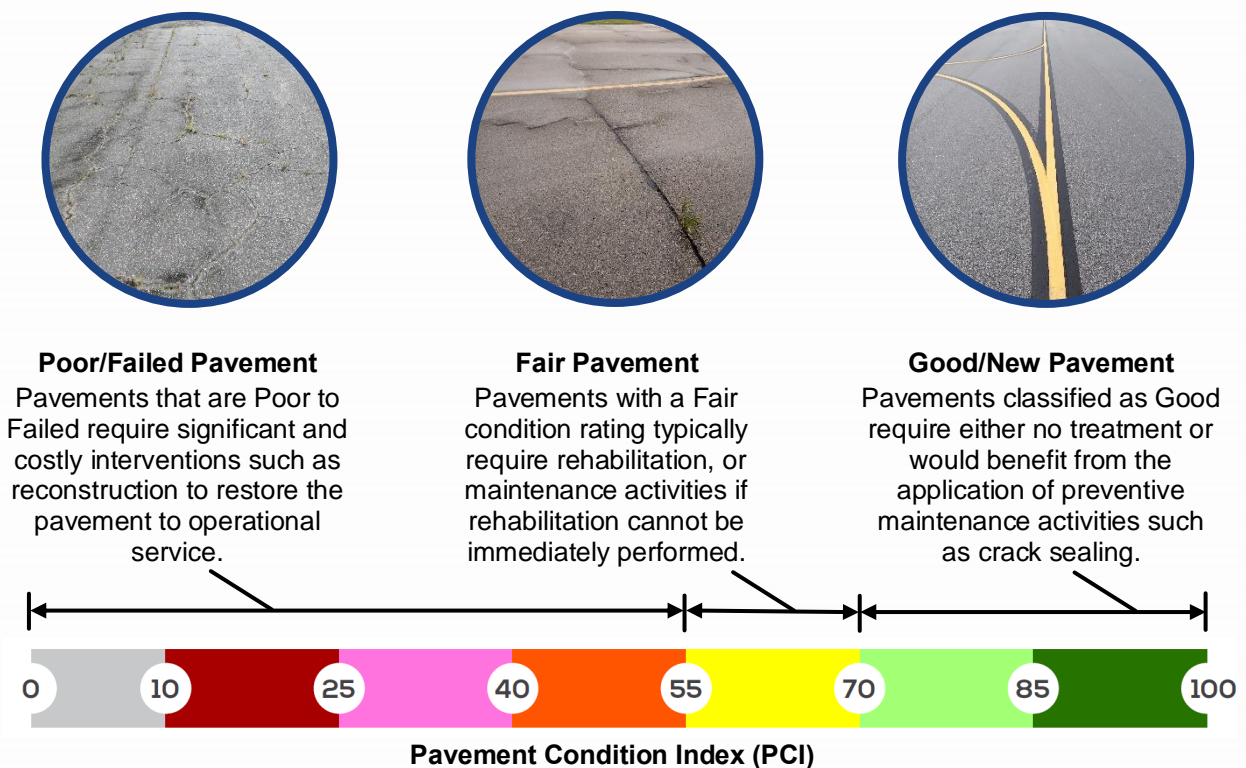 Poor/Failed Pavement
Pavements that are Poor to
Failed require significant and
costly interventions such as
reconstruction to restore the
pavement to operational
service.
Fair Pavement
Pavements with a Fair
condition rating typically
require rehabilitation, or
maintenance activities if
rehabilitation cannot be
immediately performed.
Good/New Pavement
Pavements classified as Good
require either no treatment or
would benefit from the
application of preventive
maintenance activities such
as crack sealing.
0 10 25 40 55 70 85 100
Pavement Condition Index (PCI)